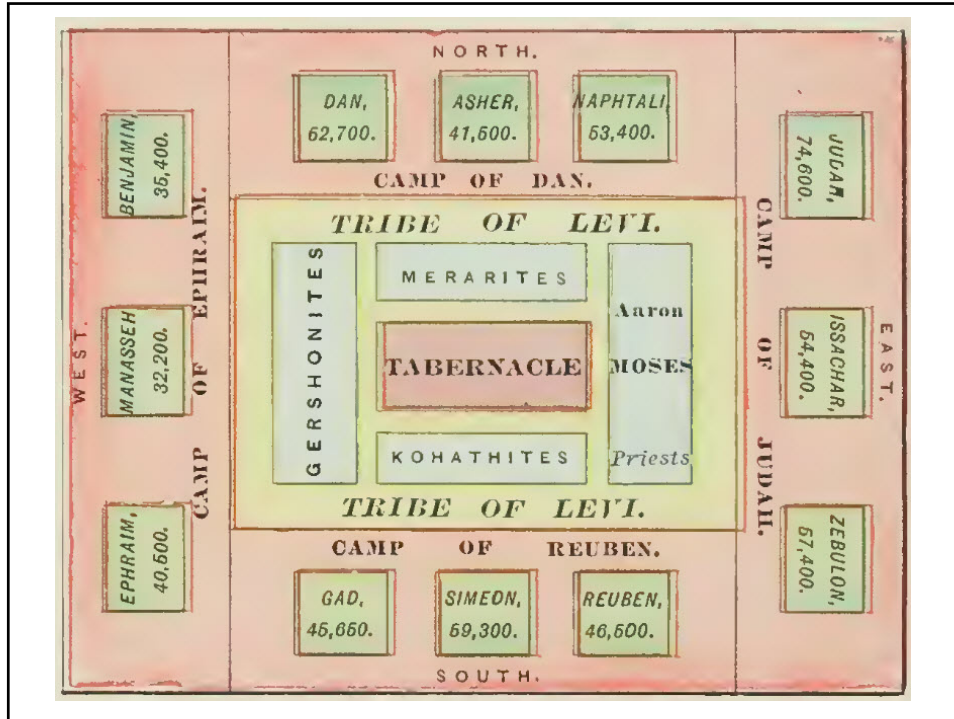 NORTH.
DAN,
62,700.
ASHER,
41,500.
NAPHTALI,
53,400.
CAMP OF DAN.
WEST.
BENJAMIN,
35,400.
MANASSEH
32,200.
EPHRAIM,
40,500.
CAMP OF EPHRAIM.
TRIBE OF LEVI.
GERSHONITES
MERARITES
TABERNACLE
KOHATHITES
Aaron
MOSES
Priests
TRIBE OF LEVI.
CAMP OF JUDAH.
JUDAH,
74,600.
ISSACHAR,
54,400.
ZEBULON,
57,400.
EAST.
CAMP OF REUBEN.
GAD,
45,650.
SIMEON,
59,300.
REUBEN,
46,500.
SOUTH.